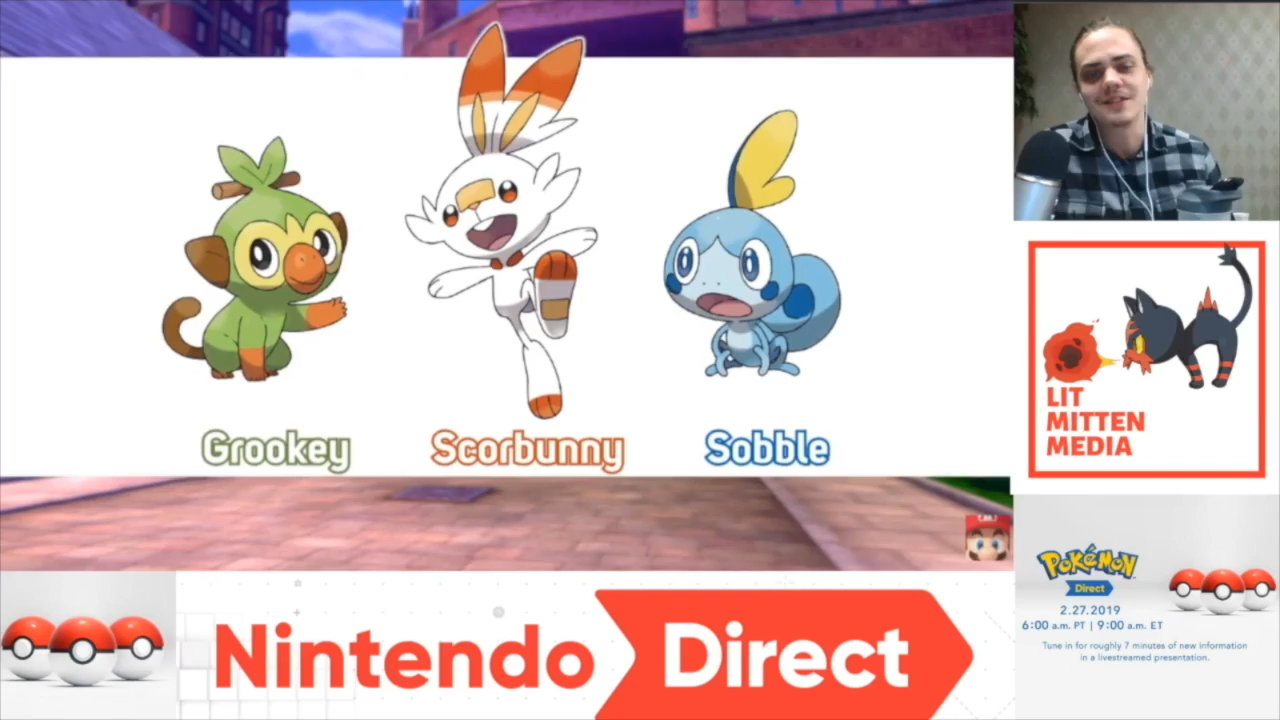 Grookey Scorbunny Sobble
LIT
MITTEN
MEDIA
POKéMON
Direct
2.27.2019
6:00 a.m. PT | 9:00 a.m. ET
Tune in for roughly 7 minutes of new information
in a livestreamed presentation.
Nintendo Direct